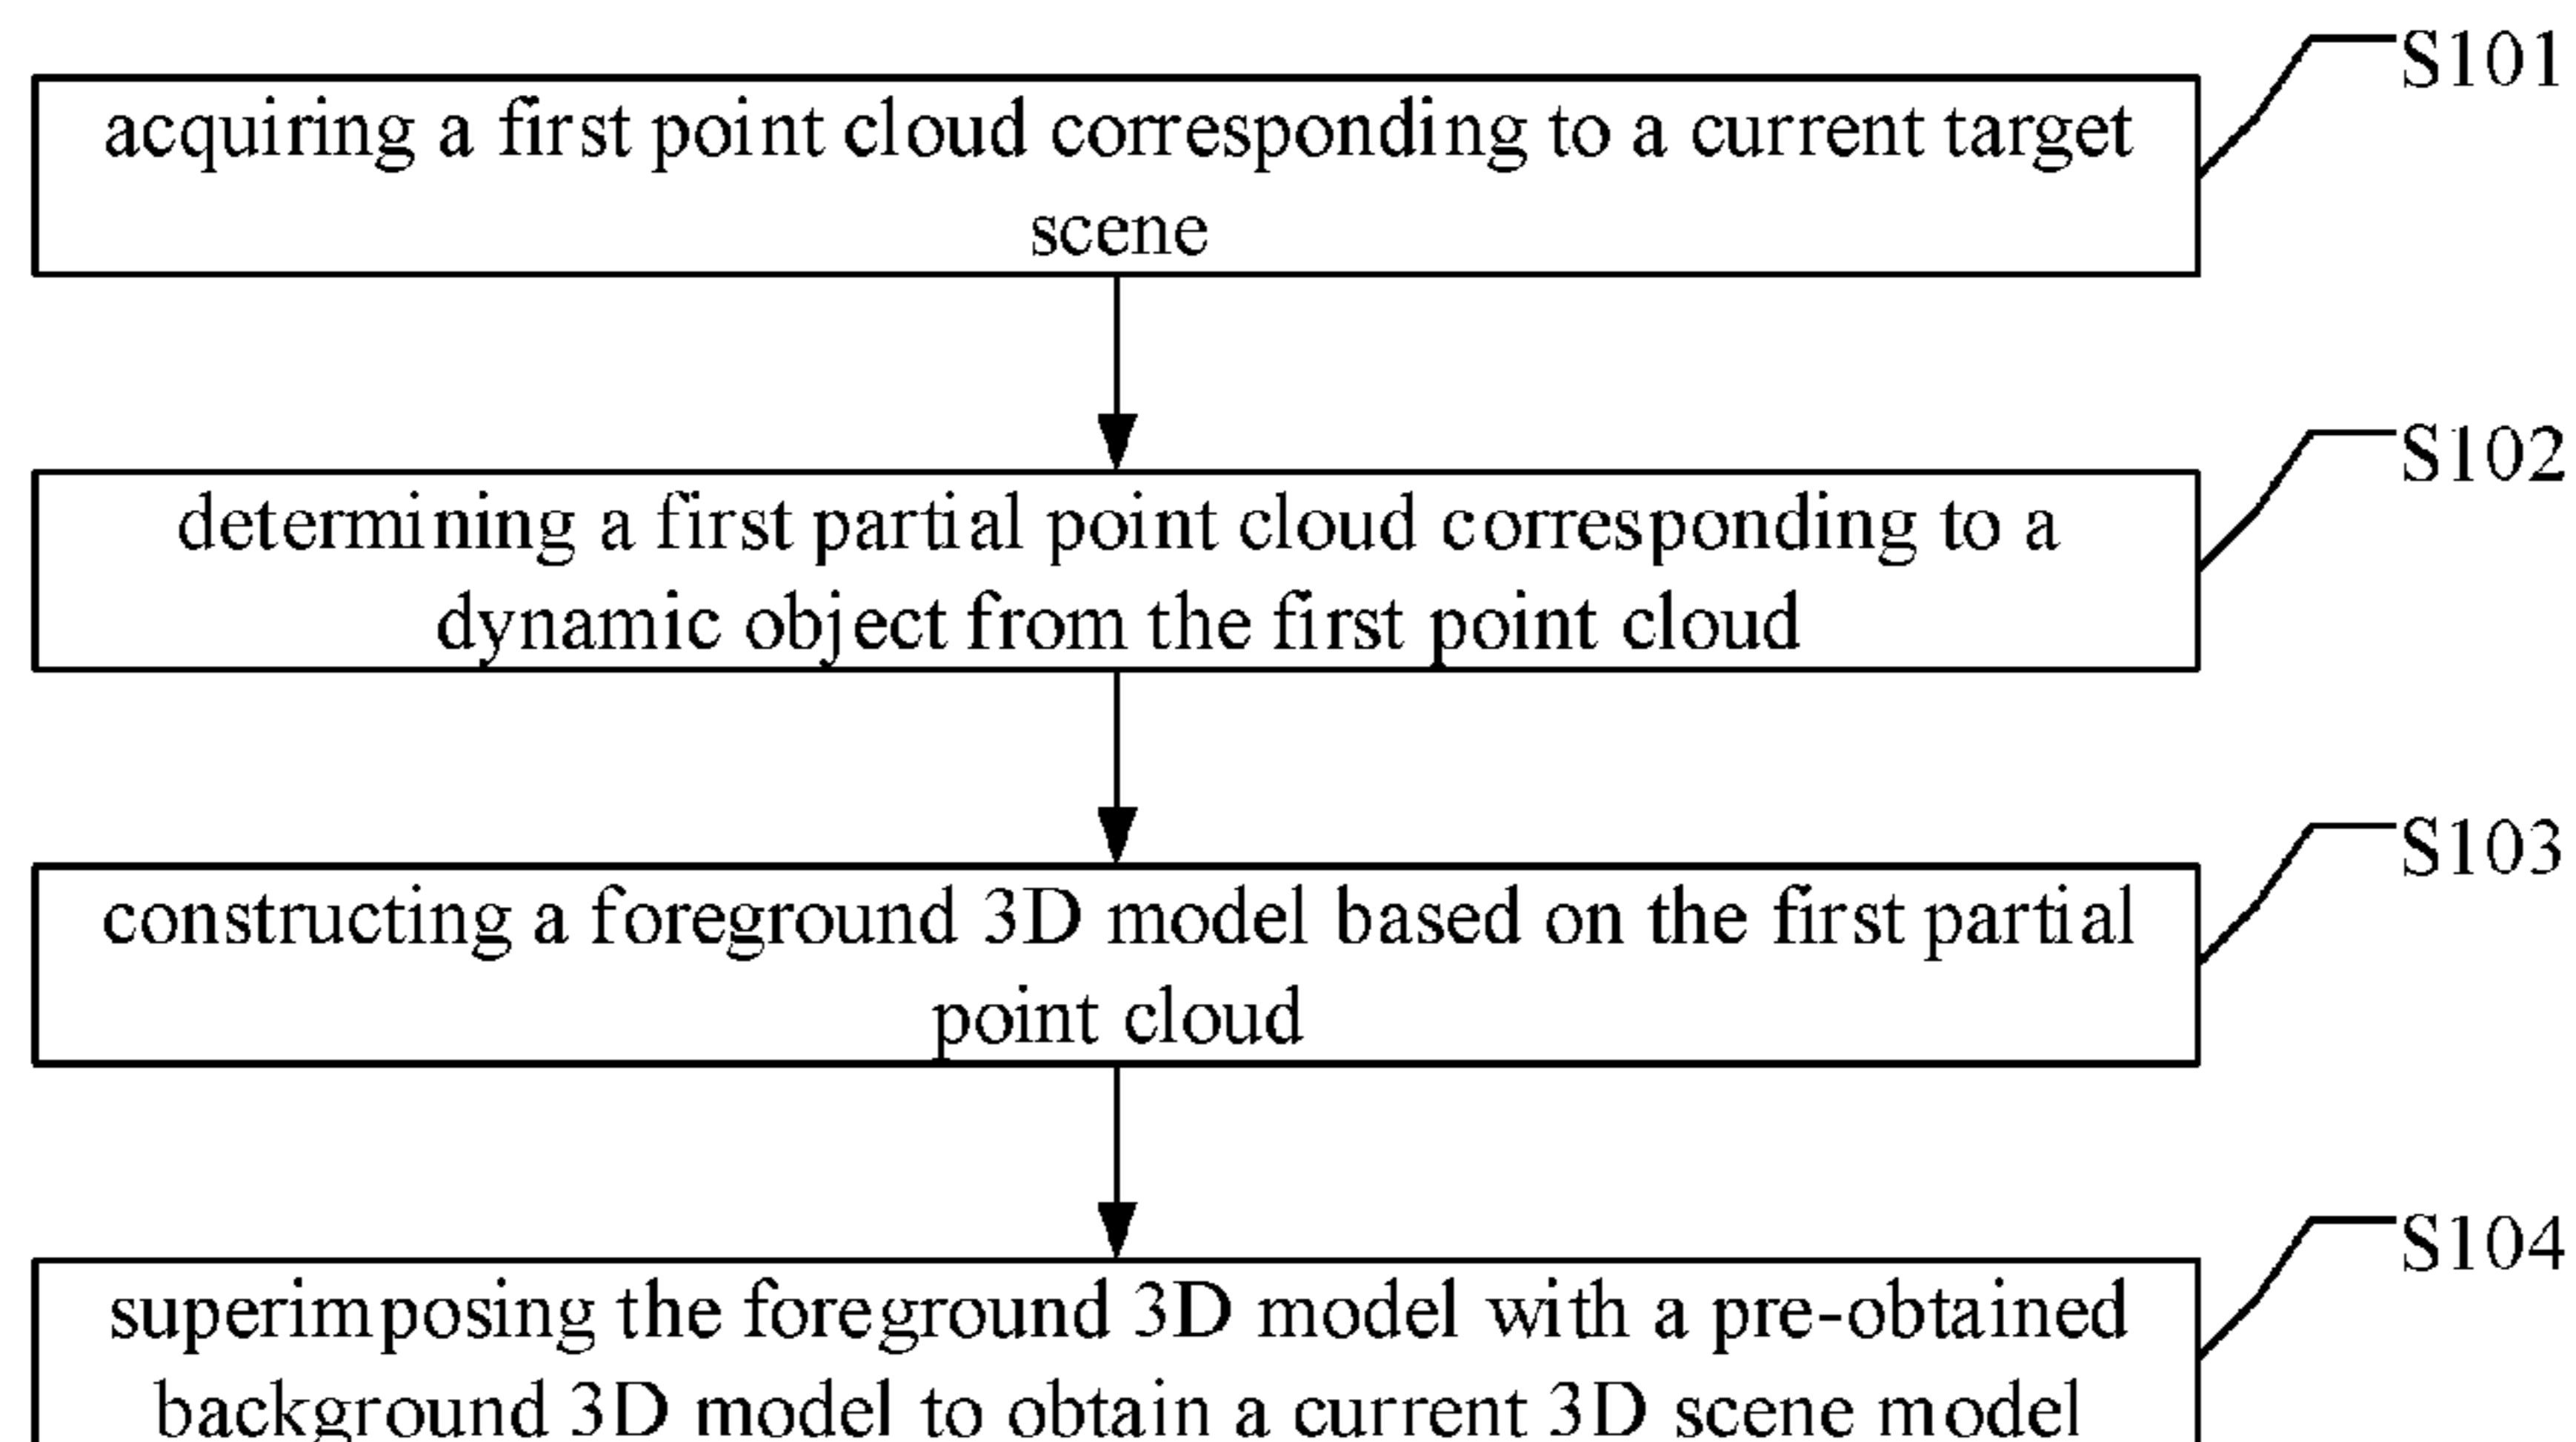 S101
acquiring a first point cloud corresponding to a current target
scene
S102
determining a first partial point cloud corresponding to a
dynamic object from the first point cloud
S103
constructing a foreground 3D model based on the first partial
point cloud
S104
superimposing the foreground 3D model with a pre-obtained
background 3D model to obtain a current 3D scene model